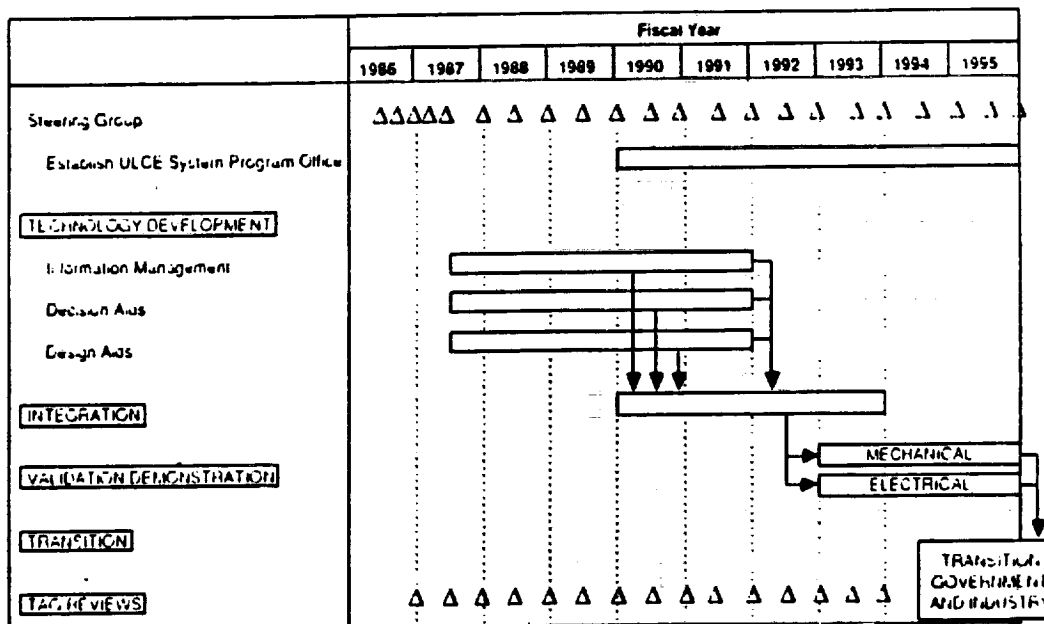 Fiscal Year
1986 1987 1988 1989 1990 1991 1992 1993 1994 1995
Steering Group
Establish ULCE System Program Office
TECHNOLOGY DEVELOPMENT
Information Management
Decision Aids
Design Aids
INTEGRATION
MECHANICAL
VALIDATION DEMONSTRATION
ELECTRICAL
TRANSITION
TRANSITION
GOVERNMENT
AND INDUSTRY
TAG REVIEWS